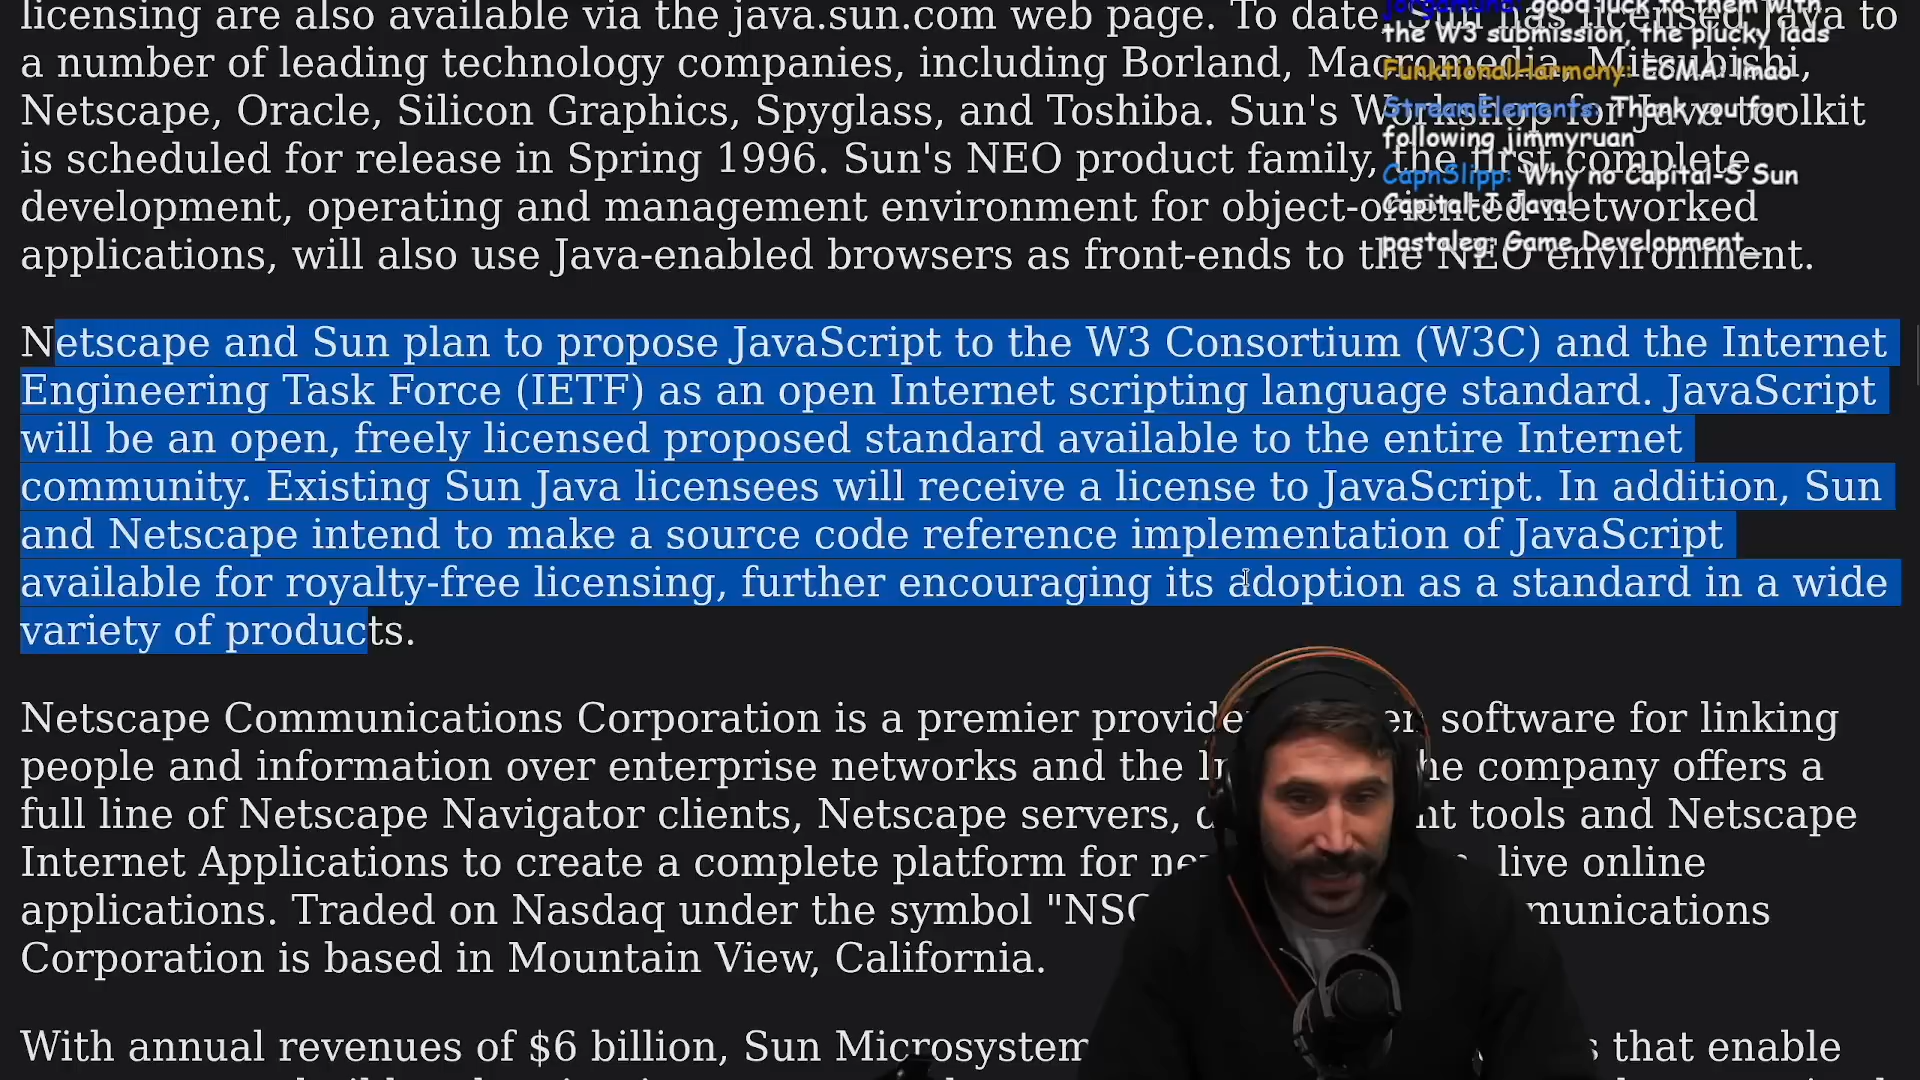 licensing are also available via the java.sun.com web page. To date, Sun has licensed Java to
a number of leading technology companies, including Borland, Macromedia, Mitsubishi,
Netscape, Oracle, Silicon Graphics, Spyglass, and Toshiba. Sun's Workshop for Java toolkit
is scheduled for release in Spring 1996. Sun's NEO product family, the first complete
development, operating and management environment for object-oriented networked
applications, will also use Java-enabled browsers as front-ends to the NEO environment.
good luck to them with
the W3 submission, the plucky lads
FunktionalHarmony: ECMA: lmao
StreamElements: Thank you for
following jimmyruan
CapnSlipp: Why no Capital-S Sun
Capital-J Java!
pastaleg: Game Development
Netscape and Sun plan to propose JavaScript to the W3 Consortium (W3C) and the Internet
Engineering Task Force (IETF) as an open Internet scripting language standard. JavaScript
will be an open, freely licensed proposed standard available to the entire Internet
community. Existing Sun Java licensees will receive a license to JavaScript. In addition, Sun
and Netscape intend to make a source code reference implementation of JavaScript
available for royalty-free licensing, further encouraging its adoption as a standard in a wide
variety of products.
Netscape Communications Corporation is a premier provide software for linking
people and information over enterprise networks and the he company offers a
full line of Netscape Navigator clients, Netscape servers, nt tools and Netscape
Internet Applications to create a complete platform for live online
applications. Traded on Nasdaq under the symbol "NSC munications
Corporation is based in Mountain View, California.
With annual revenues of $6 billion, Sun Microsystem that enable